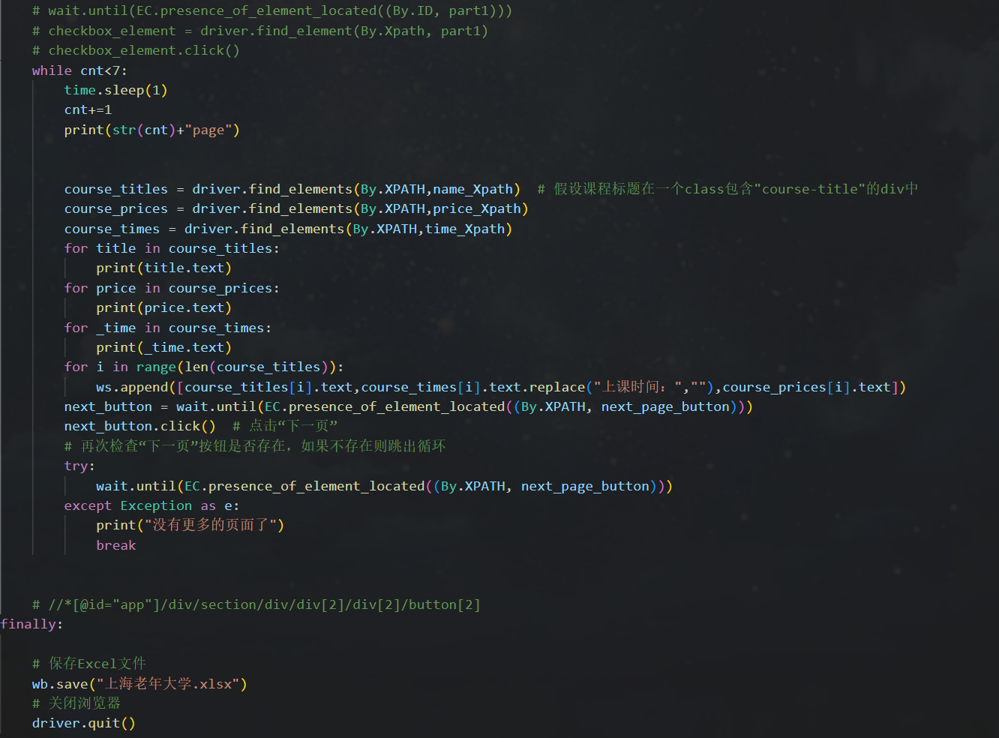 # wait.until(EC.presence_of_element_located((By.ID, part1)))
# checkbox_element = driver.find_element(By.Xpath, part1)
# checkbox_element.click()
while cnt<7:
time.sleep(1)
cnt+=1
print(str(cnt)+"page")
course_titles = driver.find_elements(By.XPATH,name_Xpath)  # 假设课程标题在一个class包含"course-title"的div中
course_prices = driver.find_elements(By.XPATH,price_Xpath)
course_times = driver.find_elements(By.XPATH,time_Xpath)
for title in course_titles:
print(title.text)
for price in course_prices:
print(price.text)
for _time in course_times:
print(_time.text)
for i in range(len(course_titles)):
ws.append([course_titles[i].text,course_times[i].text.replace("上课时间：",""),course_prices[i].text])
next_button = wait.until(EC.presence_of_element_located((By.XPATH, next_page_button)))
next_button.click()  # 点击“下一页”
# 再次检查“下一页”按钮是否存在，如果不存在则跳出循环
try:
wait.until(EC.presence_of_element_located((By.XPATH, next_page_button)))
except Exception as e:
print("没有更多的页面了")
break
# //*[@id="app"]/div/section/div/div[2]/div[2]/button[2]
finally:
# 保存Excel文件
wb.save("上海老年大学.xlsx")
# 关闭浏览器
driver.quit()